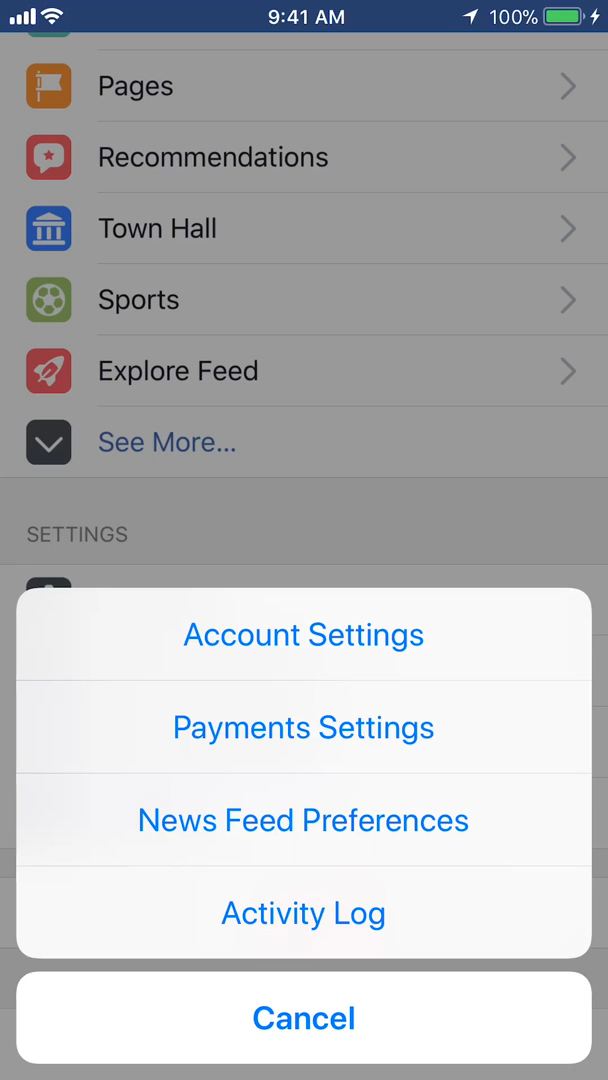 9:41 AM 100%
Pages
Recommendations
Town Hall
Sports
Explore Feed
See More...
SETTINGS
Account Settings
Payments Settings
News Feed Preferences
Activity Log
Cancel